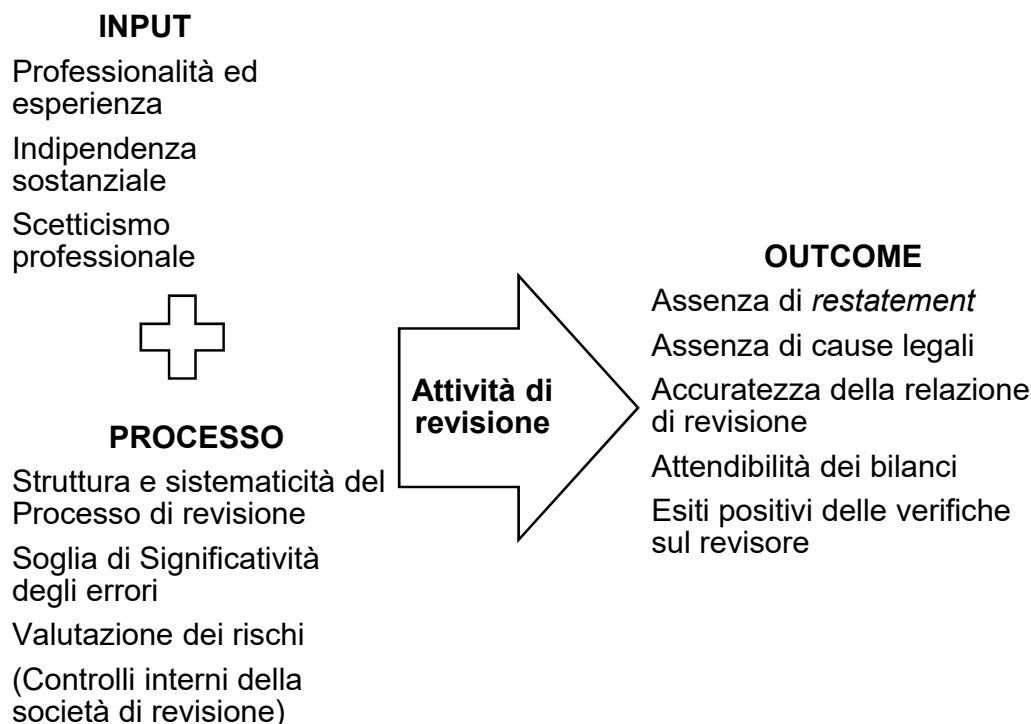 INPUT
Professionalità ed
esperienza
Indipendenza
sostanziale
Scetticismo
professionale
PROCESSO
Struttura e sistematicità del
Processo di revisione
Soglia di Significatività
degli errori
Valutazione dei rischi
(Controlli interni della
società di revisione)
Attività di
revisione
OUTCOME
Assenza di restatement
Assenza di cause legali
Accuratezza della relazione
di revisione
Attendibilità dei bilanci
Esiti positivi delle verifiche
sul revisore